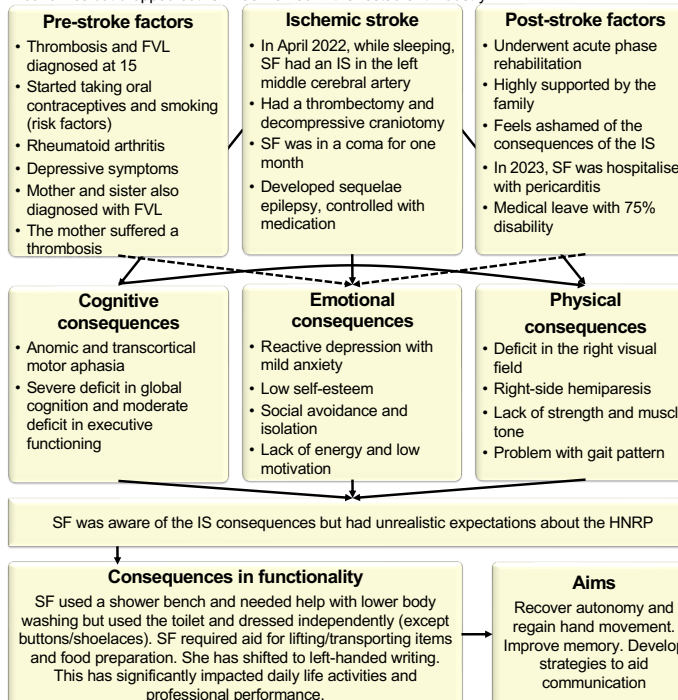 Pre-stroke factors
• Thrombosis and FVL
diagnosed at 15
• Started taking oral
contraceptives and smoking
(risk factors)
• Rheumatoid arthritis
• Depressive symptoms
• Mother and sister also
diagnosed with FVL
• The mother suffered a
thrombosis
Ischemic stroke
• In April 2022, while sleeping,
SF had an IS in the left
middle cerebral artery
• Had a thrombectomy and
decompressive craniotomy
• SF was in a coma for one
month
• Developed sequelae
epilepsy, controlled with
medication
Post-stroke factors
• Underwent acute phase
rehabilitation
• Highly supported by the
family
• Feels ashamed of the
consequences of the IS
• In 2023, SF was hospitalise
with pericarditis
• Medical leave with 75%
disability
Cognitive
consequences
• Anomic and transcortical
motor aphasia
• Severe deficit in global
cognition and moderate
deficit in executive
functioning
Emotional
consequences
• Reactive depression with
mild anxiety
• Low self-esteem
• Social avoidance and
isolation
• Lack of energy and low
motivation
Physical
consequences
• Deficit in the right visual
field
• Right-side hemiparesis
• Lack of strength and muscl
tone
• Problem with gait pattern
SF was aware of the IS consequences but had unrealistic expectations about the HNRP
Consequences in functionality
SF used a shower bench and needed help with lower body
washing but used the toilet and dressed independently (except
buttons/shoelaces). SF required aid for lifting/transporting items
and food preparation. She has shifted to left-handed writing.
This has significantly impacted daily life activities and
professional performance.
Aims
Recover autonomy and
regain hand movement.
Improve memory. Develop
strategies to aid
communication